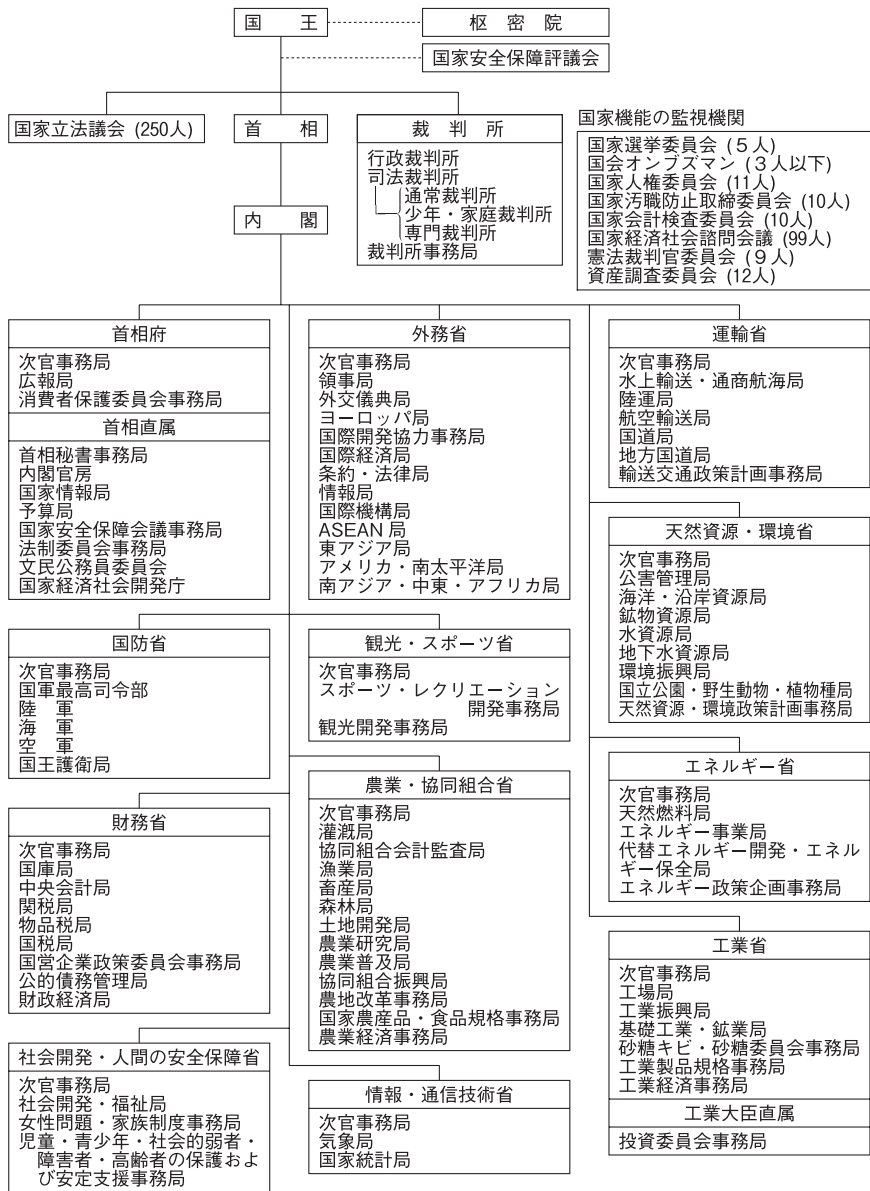 国　王
枢　密　院
国家安全保障評議会
国家立法議会 (250人)
首　相
内　閣
裁　判　所
行政裁判所
司法裁判所
通常裁判所
少年・家庭裁判所
専門裁判所
裁判所事務局
国家機能の監視機関
国家選挙委員会 (5人)
国会オンブズマン (3人以下)
国家人権委員会 (11人)
国家汚職防止取締委員会 (10人)
国家会計検査委員会 (10人)
国家経済社会諮問会議 (99人)
憲法裁判官委員会 (9人)
資産調査委員会 (12人)
首相府
次官事務局
広報局
消費者保護委員会事務局
首相直属
首相秘書事務局
内閣官房
国家情報局
予算局
国家安全保障会議事務局
法制委員会事務局
文民公務員委員会
国家経済社会開発庁
国防省
次官事務局
国軍最高司令部
陸　軍
海　軍
空　軍
国王護衛局
財務省
次官事務局
国庫局
中央会計局
関税局
物品税局
国税局
国営企業政策委員会事務局
公的債務管理局
財政経済局
社会開発・人間の安全保障省
次官事務局
社会開発・福祉局
女性問題・家族制度事務局
児童・青少年・社会的弱者・
障害者・高齢者の保護およ
び安定支援事務局
外務省
次官事務局
領事局
外交儀典局
ヨーロッパ局
国際開発協力事務局
国際経済局
条約・法律局
情報局
国際機構局
ASEAN局
東アジア局
アメリカ・南太平洋局
南アジア・中東・アフリカ局
観光・スポーツ省
次官事務局
スポーツ・レクリエーション
開発事務局
観光開発事務局
農業・協同組合省
次官事務局
灌漑局
協同組合会計監査局
漁業局
畜産局
森林局
土地開発局
農業研究局
農業普及局
協同組合振興局
農地改革事務局
国家農産品・食品規格事務局
農業経済事務局
情報・通信技術省
次官事務局
気象局
国家統計局
運輸省
次官事務局
水上輸送・通商航海局
陸運局
航空輸送局
国道局
地方国道局
輸送交通政策計画事務局
天然資源・環境省
次官事務局
公害管理局
海洋・沿岸資源局
鉱物資源局
水資源局
地下水資源局
環境振興局
国立公園・野生動物・植物種局
天然資源・環境政策計画事務局
エネルギー省
次官事務局
天然燃料局
エネルギー事業局
代替エネルギー開発・エネル
ギー保全局
エネルギー政策企画事務局
工業省
次官事務局
工場局
工業振興局
基礎工業・鉱業局
砂糖キビ・砂糖委員会事務局
工業製品規格事務局
工業経済事務局
工業大臣直属
投資委員会事務局